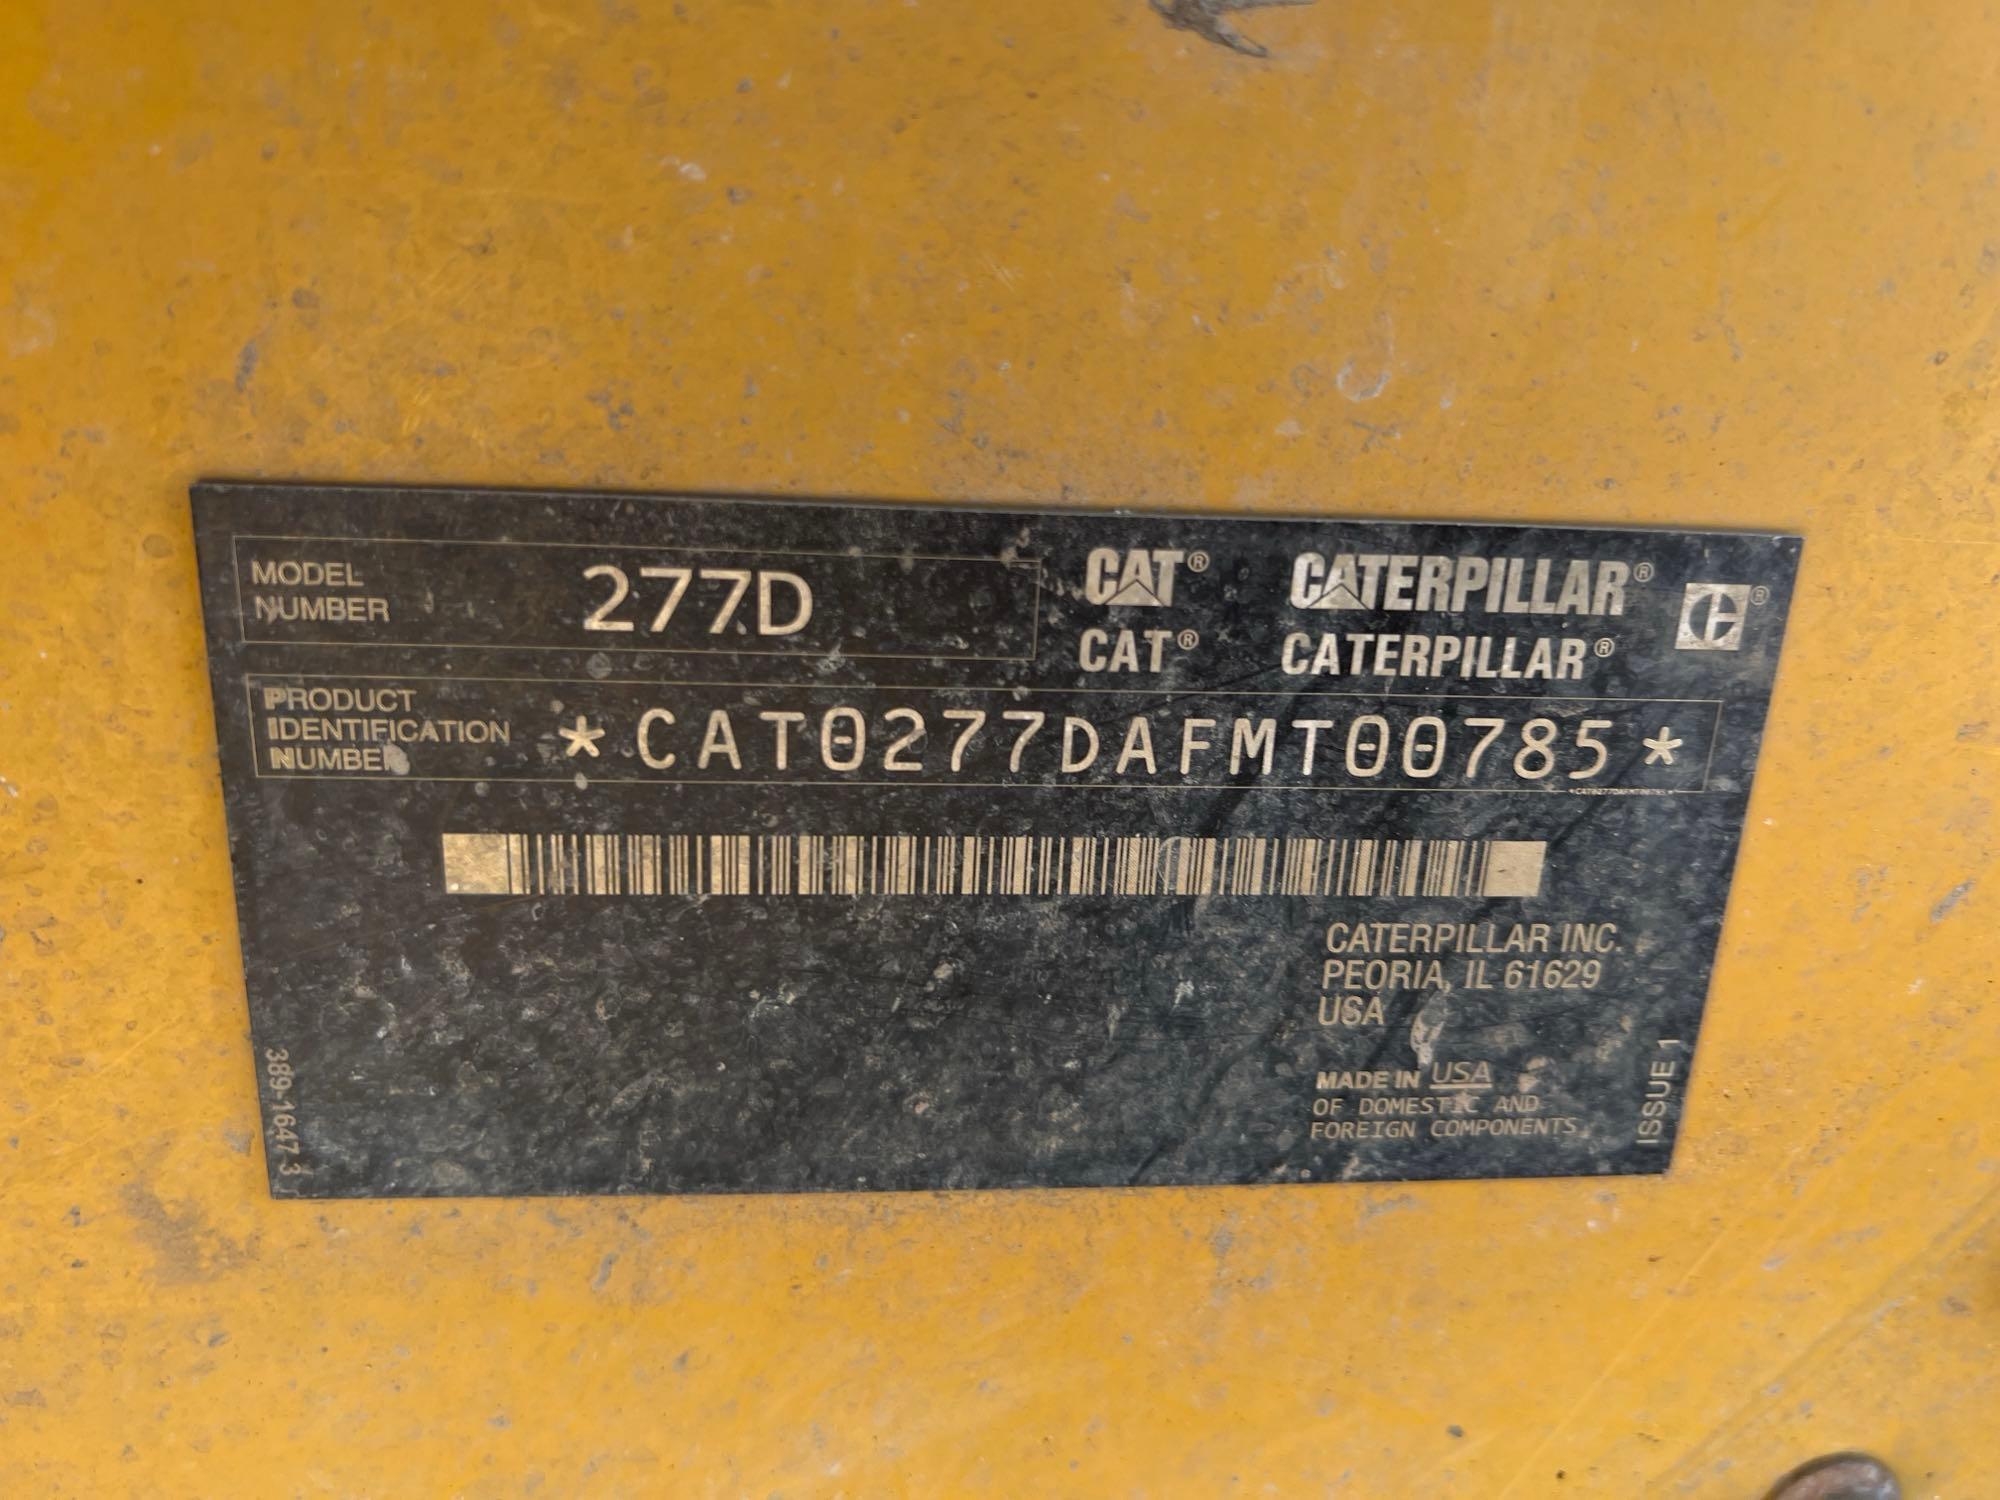 MODEL NUMBER 277D
CAT® CATERPILLAR®
CAT® CATERPILLAR®
PRODUCT
IDENTIFICATION
NUMBER
*CAT0277DAFMT00785*
*CAT0277DAFMT00785*
CATERPILLAR INC.
PEORIA, IL 61629
USA
MADE IN USA
OF DOMESTIC AND
FOREIGN COMPONENTS
389-1647 3
ISSUE 1